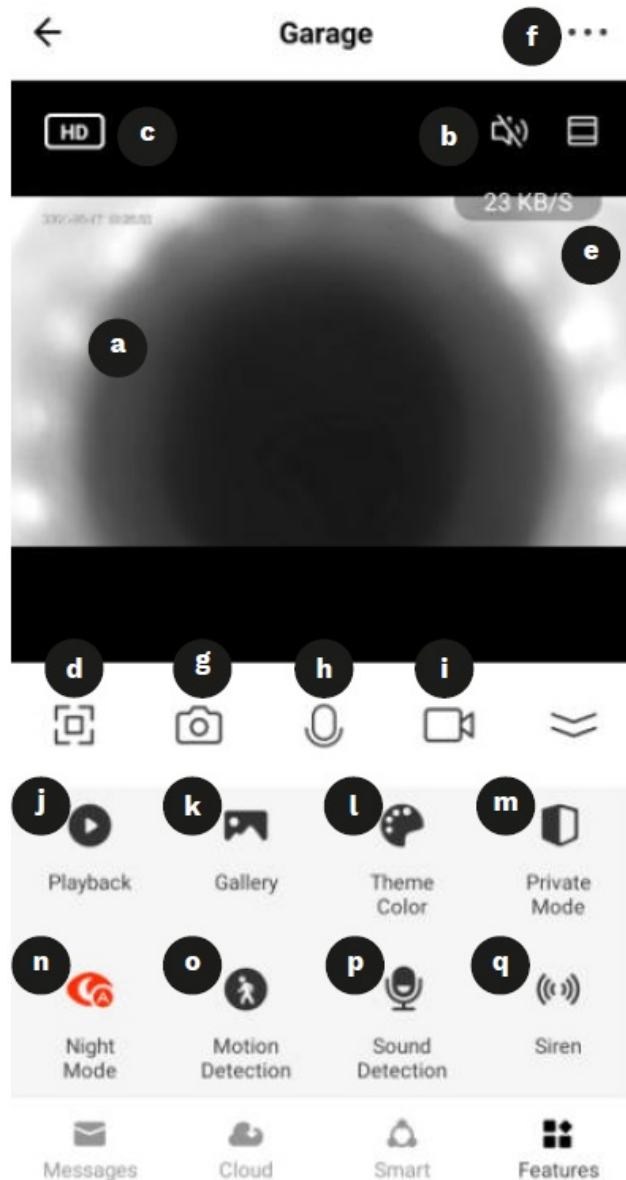 Garage
f
HD
c
b
23 KB/S
e
a
d
g
h
i
j
k
l
m
Playback
Gallery
Theme
Color
Private
Mode
n
A
o
p
q
Night
Mode
Motion
Detection
Sound
Detection
Siren
Messages
Cloud
Smart
Features